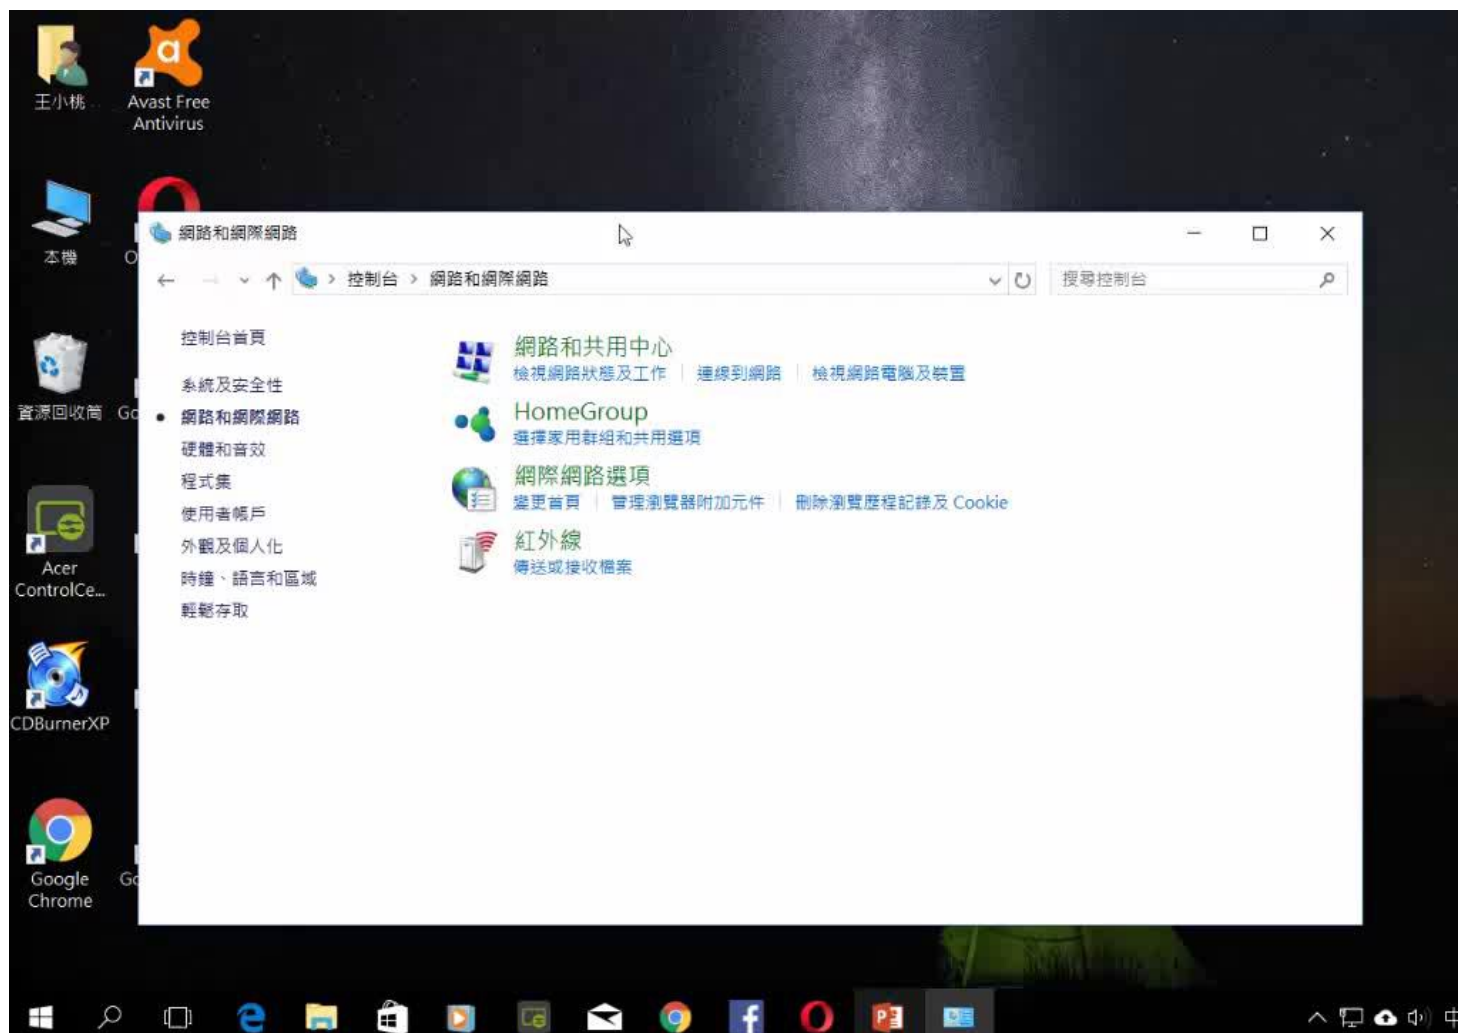 王小桃
Avast Free
Antivirus
本機
資源回收筒
Acer
ControlCe...
CDBurnerXP
Google
Chrome
網路和網際網路
控制台 > 網路和網際網路
搜尋控制台
控制台首頁
系統及安全性
網路和網際網路
硬體和音效
程式集
使用者帳戶
外觀及個人化
時鐘、語言和區域
輕鬆存取
網路和共用中心
檢視網路狀態及工作 | 連線到網路 | 檢視網路電腦及裝置
HomeGroup
選擇家用群組和共用選項
網際網路選項
變更首頁 | 管理瀏覽器附加元件 | 刪除瀏覽歷程記錄及 Cookie
紅外線
傳送或接收檔案
中